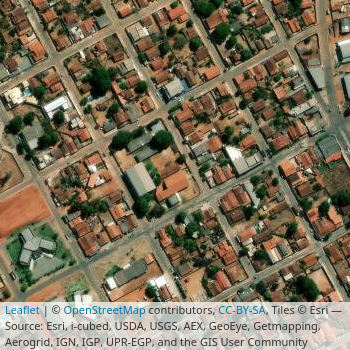 Leaflet | © OpenStreetMap contributors, CC-BY-SA, Tiles © Esri —
Source: Esri, i-cubed, USDA, USGS, AEX, GeoEye, Getmapping,
Aerogrid, IGN, IGP, UPR-EGP, and the GIS User Community